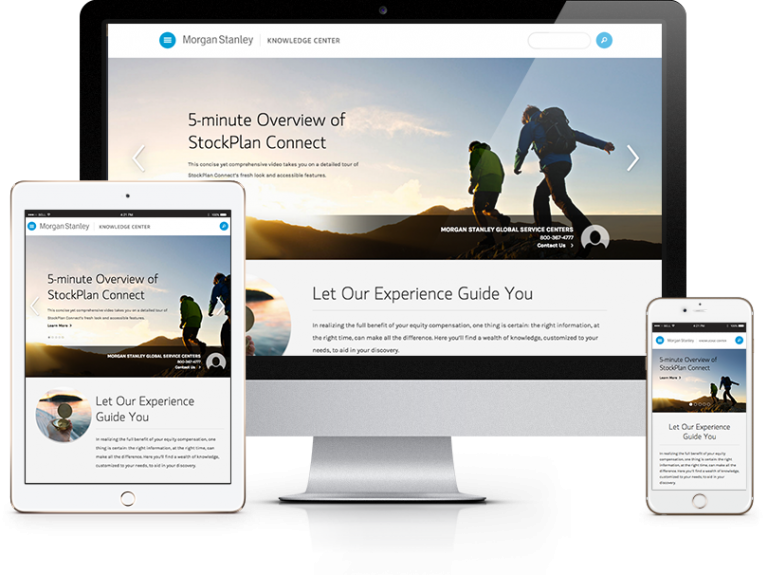 Morgan Stanley KNOWLEDGE CENTER
5-minute Overview of
StockPlan Connect
This concise yet comprehensive video takes you on a detailed tour of
StockPlan Connect's fresh look and accessible features.
MORGAN STANLEY GLOBAL SERVICE CENTERS
800-367-4777
Contact Us >
Let Our Experience Guide You
In realizing the full benefit of your equity compensation, one thing is certain: the right information, at
the right time, can make all the difference. Here you'll find a wealth of knowledge, customized to your
needs, to aid in your discovery.
4:21 PM
Morgan Stanley KNOWLEDGE CENTER
5-minute Overview of
StockPlan Connect
This concise yet comprehensive video takes you on a detailed tour of
StockPlan Connect's fresh look and accessible features.
Learn More >
MORGAN STANLEY GLOBAL SERVICE CENTERS
800-367-4777
Contact Us >
Let Our Experience
Guide You
In realizing the full benefit of your equity compensation, one
thing is certain: the right information, at the right time, can
make all the difference. Here you'll find a wealth of knowledge,
customized to your needs, to aid in your discovery.
4:21 PM
Morgan Stanley KNOWLEDGE CENTER
5-minute Overview of
StockPlan Connect
Learn More >
Let Our Experience
Guide You
In realizing the full benefit of your equity
compensation, one thing is certain: the right
information, at the right time, can make all
the difference. Here you'll find a wealth of
knowledge, customized to your needs, to aid
in your discovery.